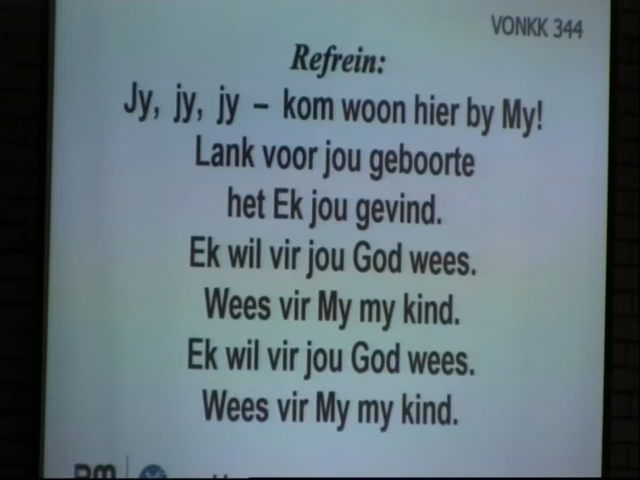 VONKK 344
Refrein:
Jy, jy, jy – kom woon hier by My!
Lank voor jou geboorte
het Ek jou gevind.
Ek wil vir jou God wees.
Wees vir My my kind.
Ek wil vir jou God wees.
Wees vir My my kind.